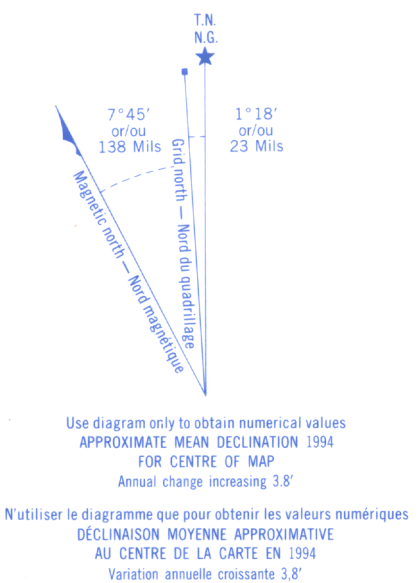 T.N.
N.G.
7°45′
or/ou
138 Mils
1°18′
or/ou
23 Mils
Magnetic north — Nord magnétique
Grid north — Nord du quadrillage
Use diagram only to obtain numerical values
APPROXIMATE MEAN DECLINATION 1994
FOR CENTRE OF MAP
Annual change increasing 3.8′
N'utiliser le diagramme que pour obtenir les valeurs numériques
DÉCLINAISON MOYENNE APPROXIMATIVE
AU CENTRE DE LA CARTE EN 1994
Variation annuelle croissante 3,8′